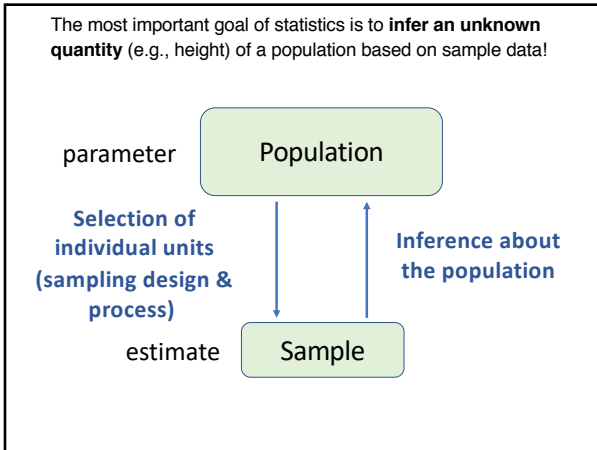 The most important goal of statistics is to infer an unknown
quantity (e.g., height) of a population based on sample data!
parameter
Population
Selection of
individual units
(sampling design &
process)
Inference about
the population
estimate
Sample